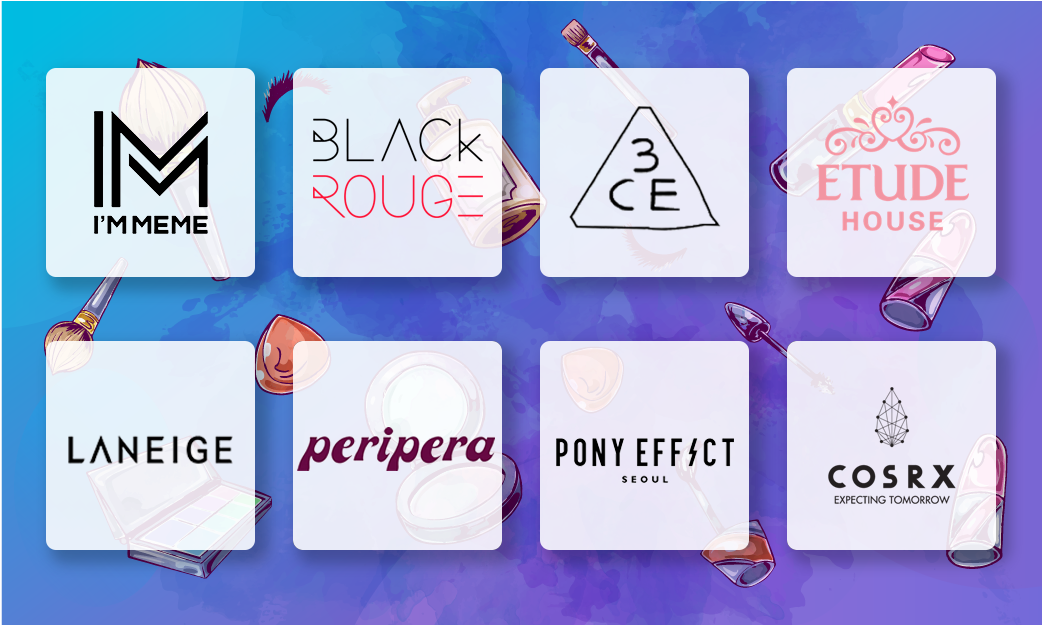 I'M MEME
BLACK
ROUGE
3
CE
ETUDE
HOUSE
LANEIGE
peripera
PONY EFFECT
SEOUL
COSRX
EXPECTING TOMORROW